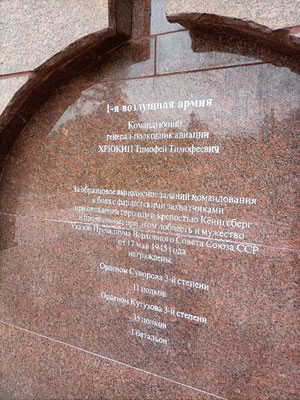 1-я воздушная армия
Командующий
генерал-полковник авиации
ХРЮКИН Тимофей Тимофеевич
За образцовое выполнение заданий командования
в боях с фашистскими захватчиками
при овладении городом и крепостью Кёнигсберг
и проявленные при этом доблесть и мужество
Указом Президиума Верховного Совета Союза ССР
от 17 мая 1945 года
награждены
Орденом Суворова 3-й степени
11 полков
Орденом Кутузова 3-й степени
35 полков
1 батальон